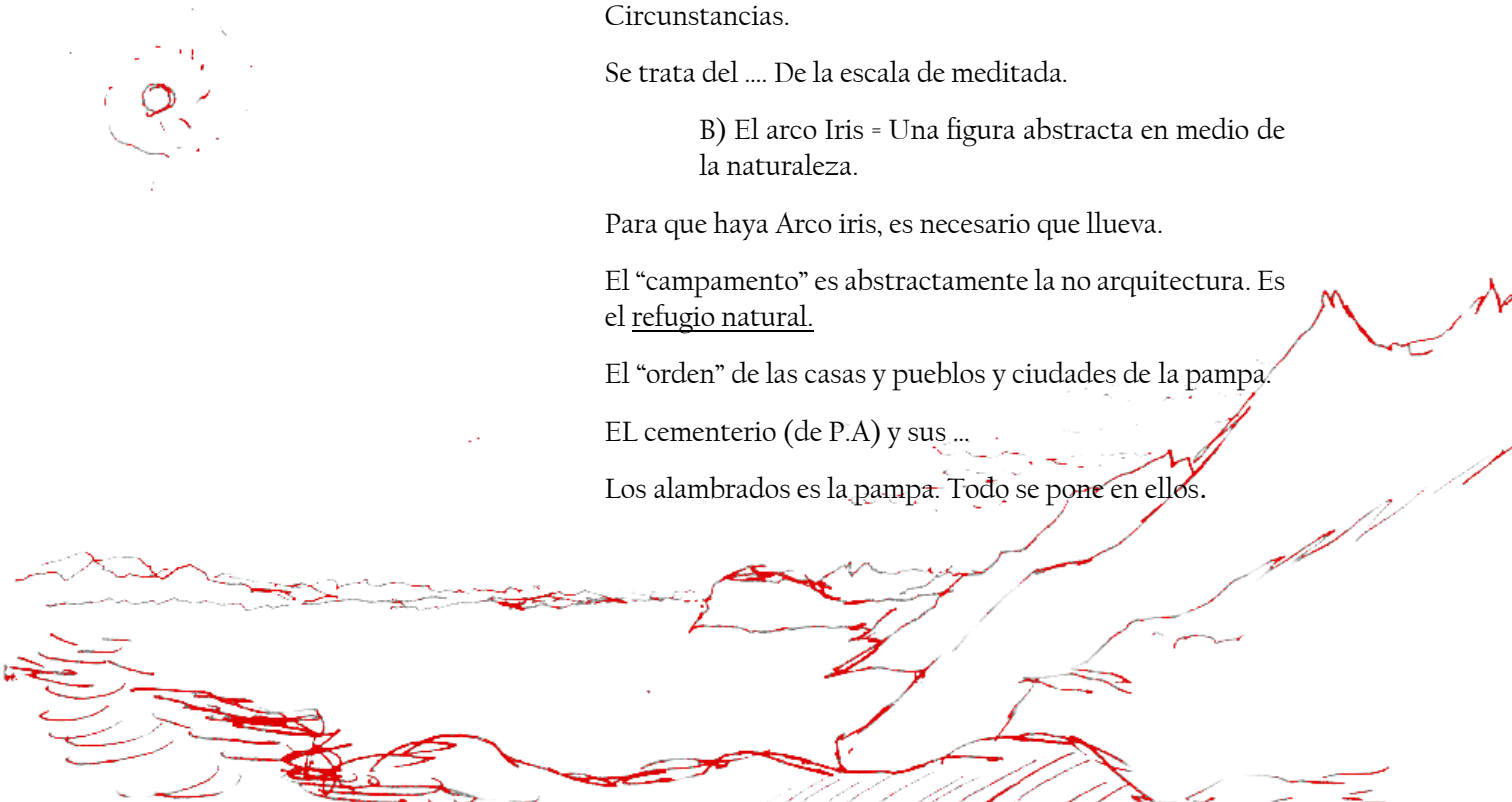 Circunstancias.
Se trata del .... De la escala de meditada.
B) El arco Iris = Una figura abstracta en medio de
la naturaleza.
Para que haya Arco iris, es necesario que llueva.
El “campamento” es abstractamente la no arquitectura. Es
el refugio natural.
El “orden” de las casas y pueblos y ciudades de la pampa.
EL cementerio (de P.A) y sus ...
Los alambrados es la pampa. Todo se pone en ellos.